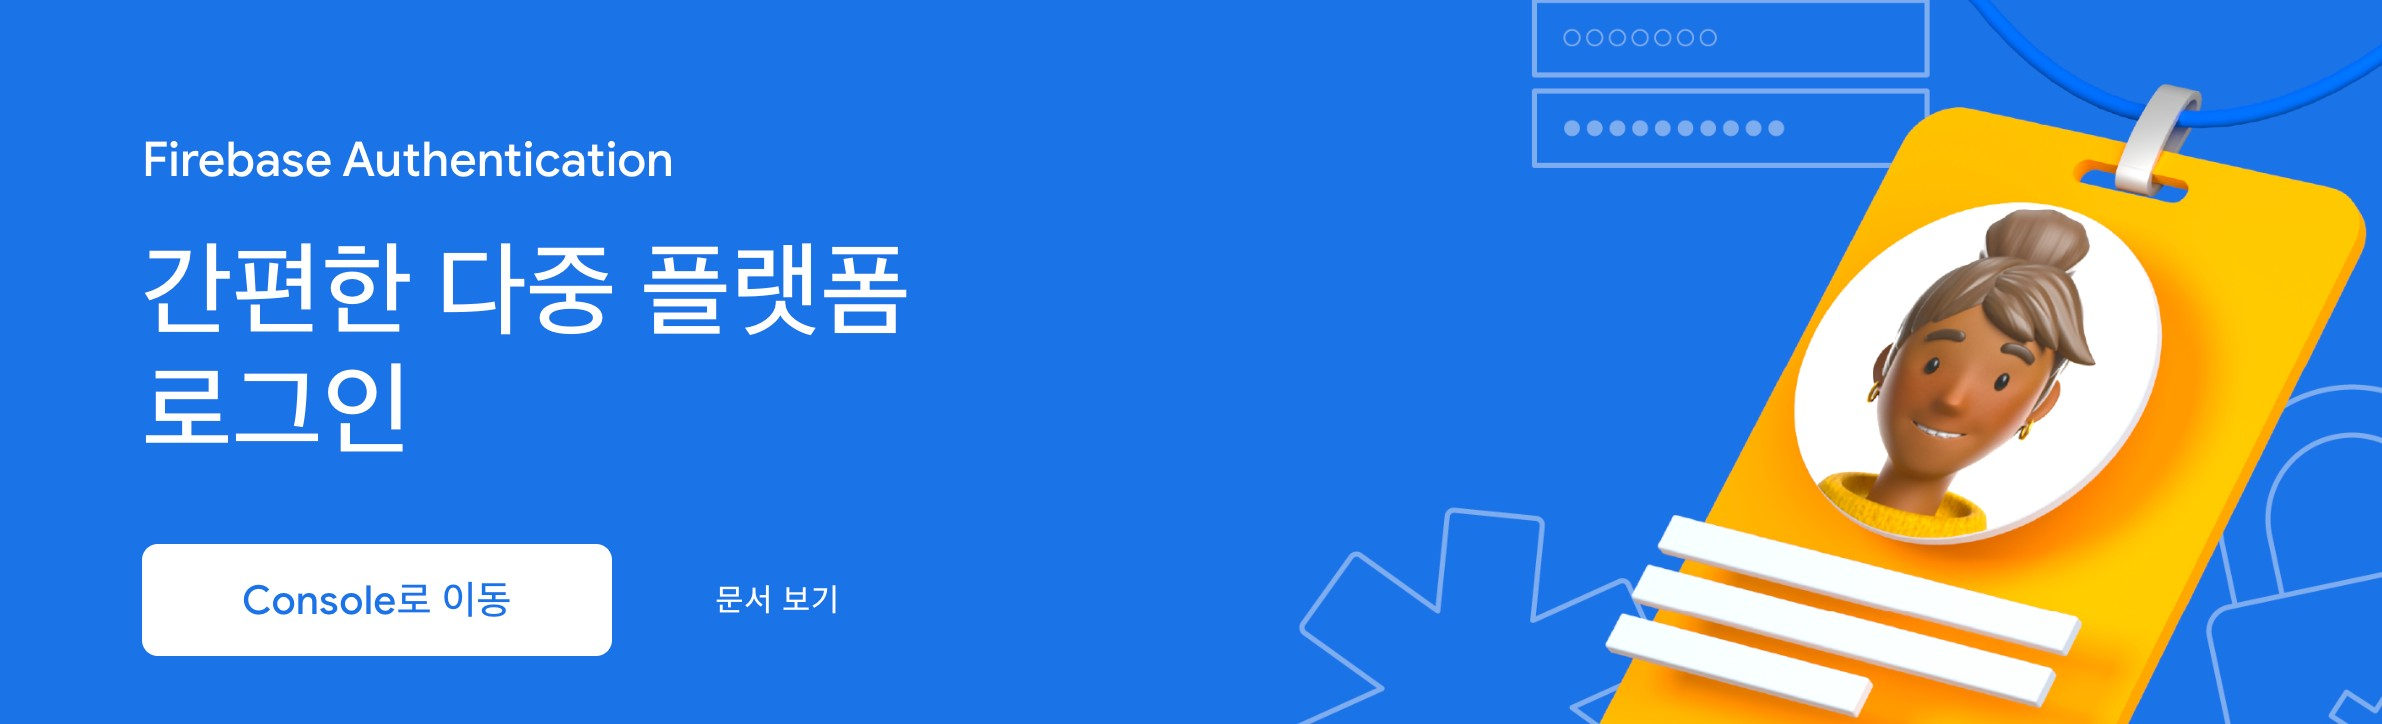 Firebase Authentication
간편한 다중 플랫폼
로그인
Console로 이동
문서 보기